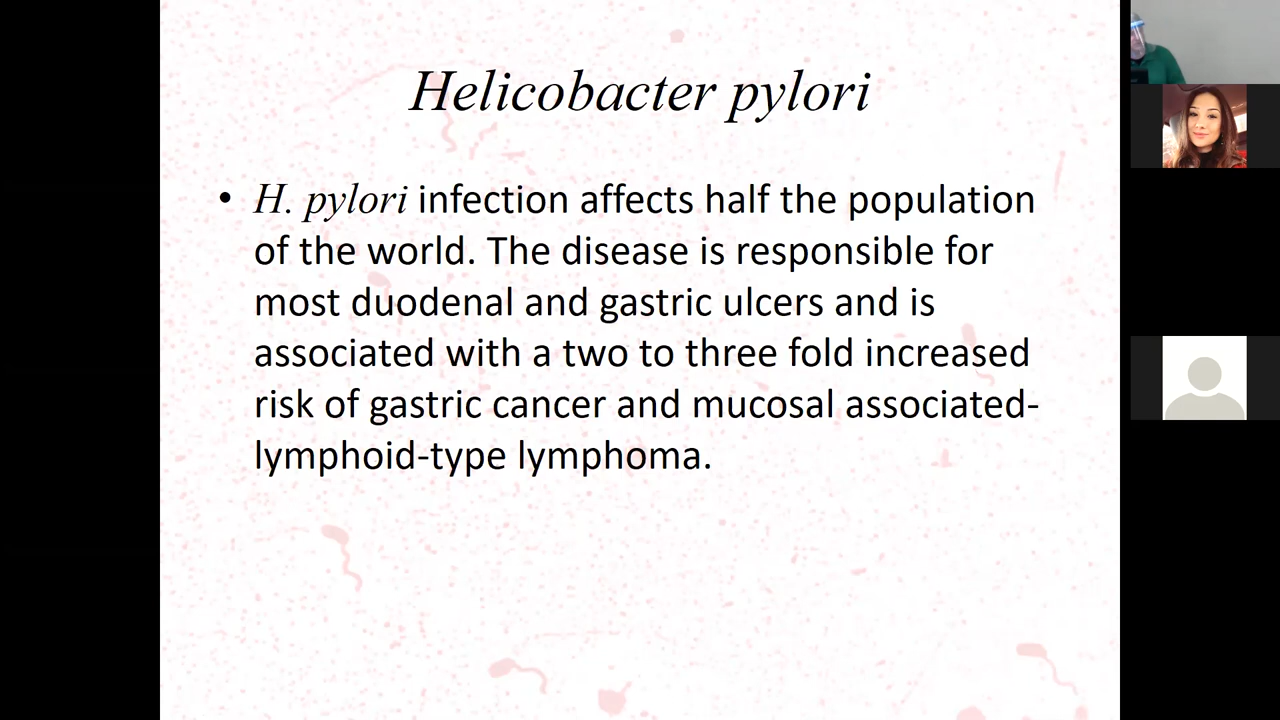 Helicobacter pylori
• H. pylori infection affects half the population
of the world. The disease is responsible for
most duodenal and gastric ulcers and is
associated with a two to three fold increased
risk of gastric cancer and mucosal associated-
lymphoid-type lymphoma.